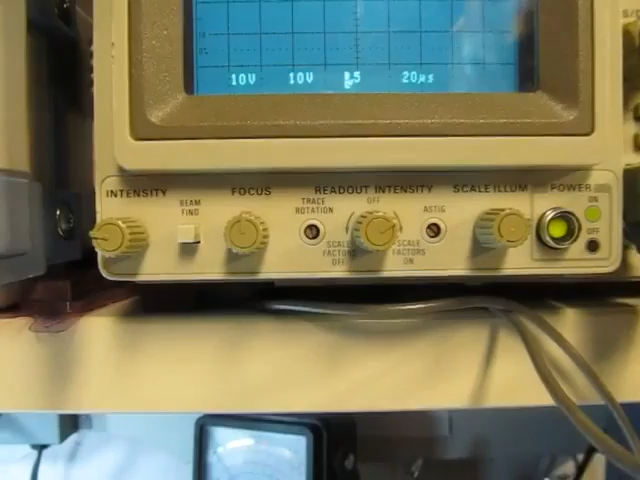 10V 10V 20µs
INTENSITY
BEAM
FIND
FOCUS
READOUT INTENSITY
TRACE
ROTATION
OFF
ASTIG
SCALE
FACTORS
OFF
SCALE
FACTORS
ON
SCALE ILLUM
POWER
ON
OFF